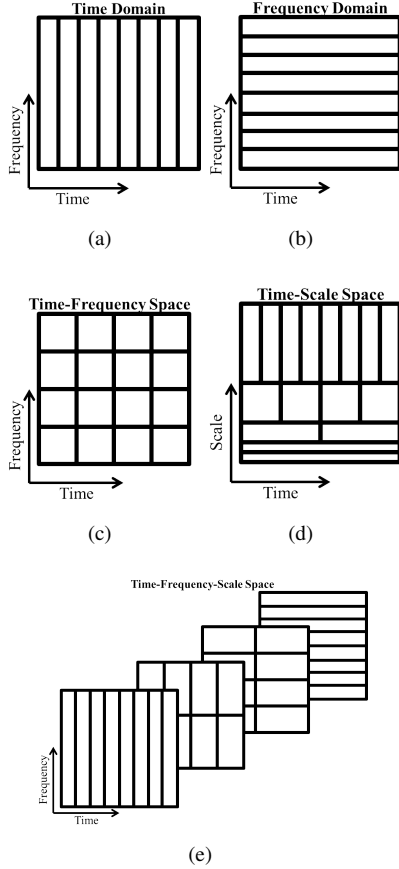 Time Domain
Frequency Domain
Frequency
Time
Frequency
Time
(a)
(b)
Time-Frequency Space
Time-Scale Space
Frequency
Time
Scale
Time
(c)
(d)
Time-Frequency-Scale Space
Frequency
Time
(e)